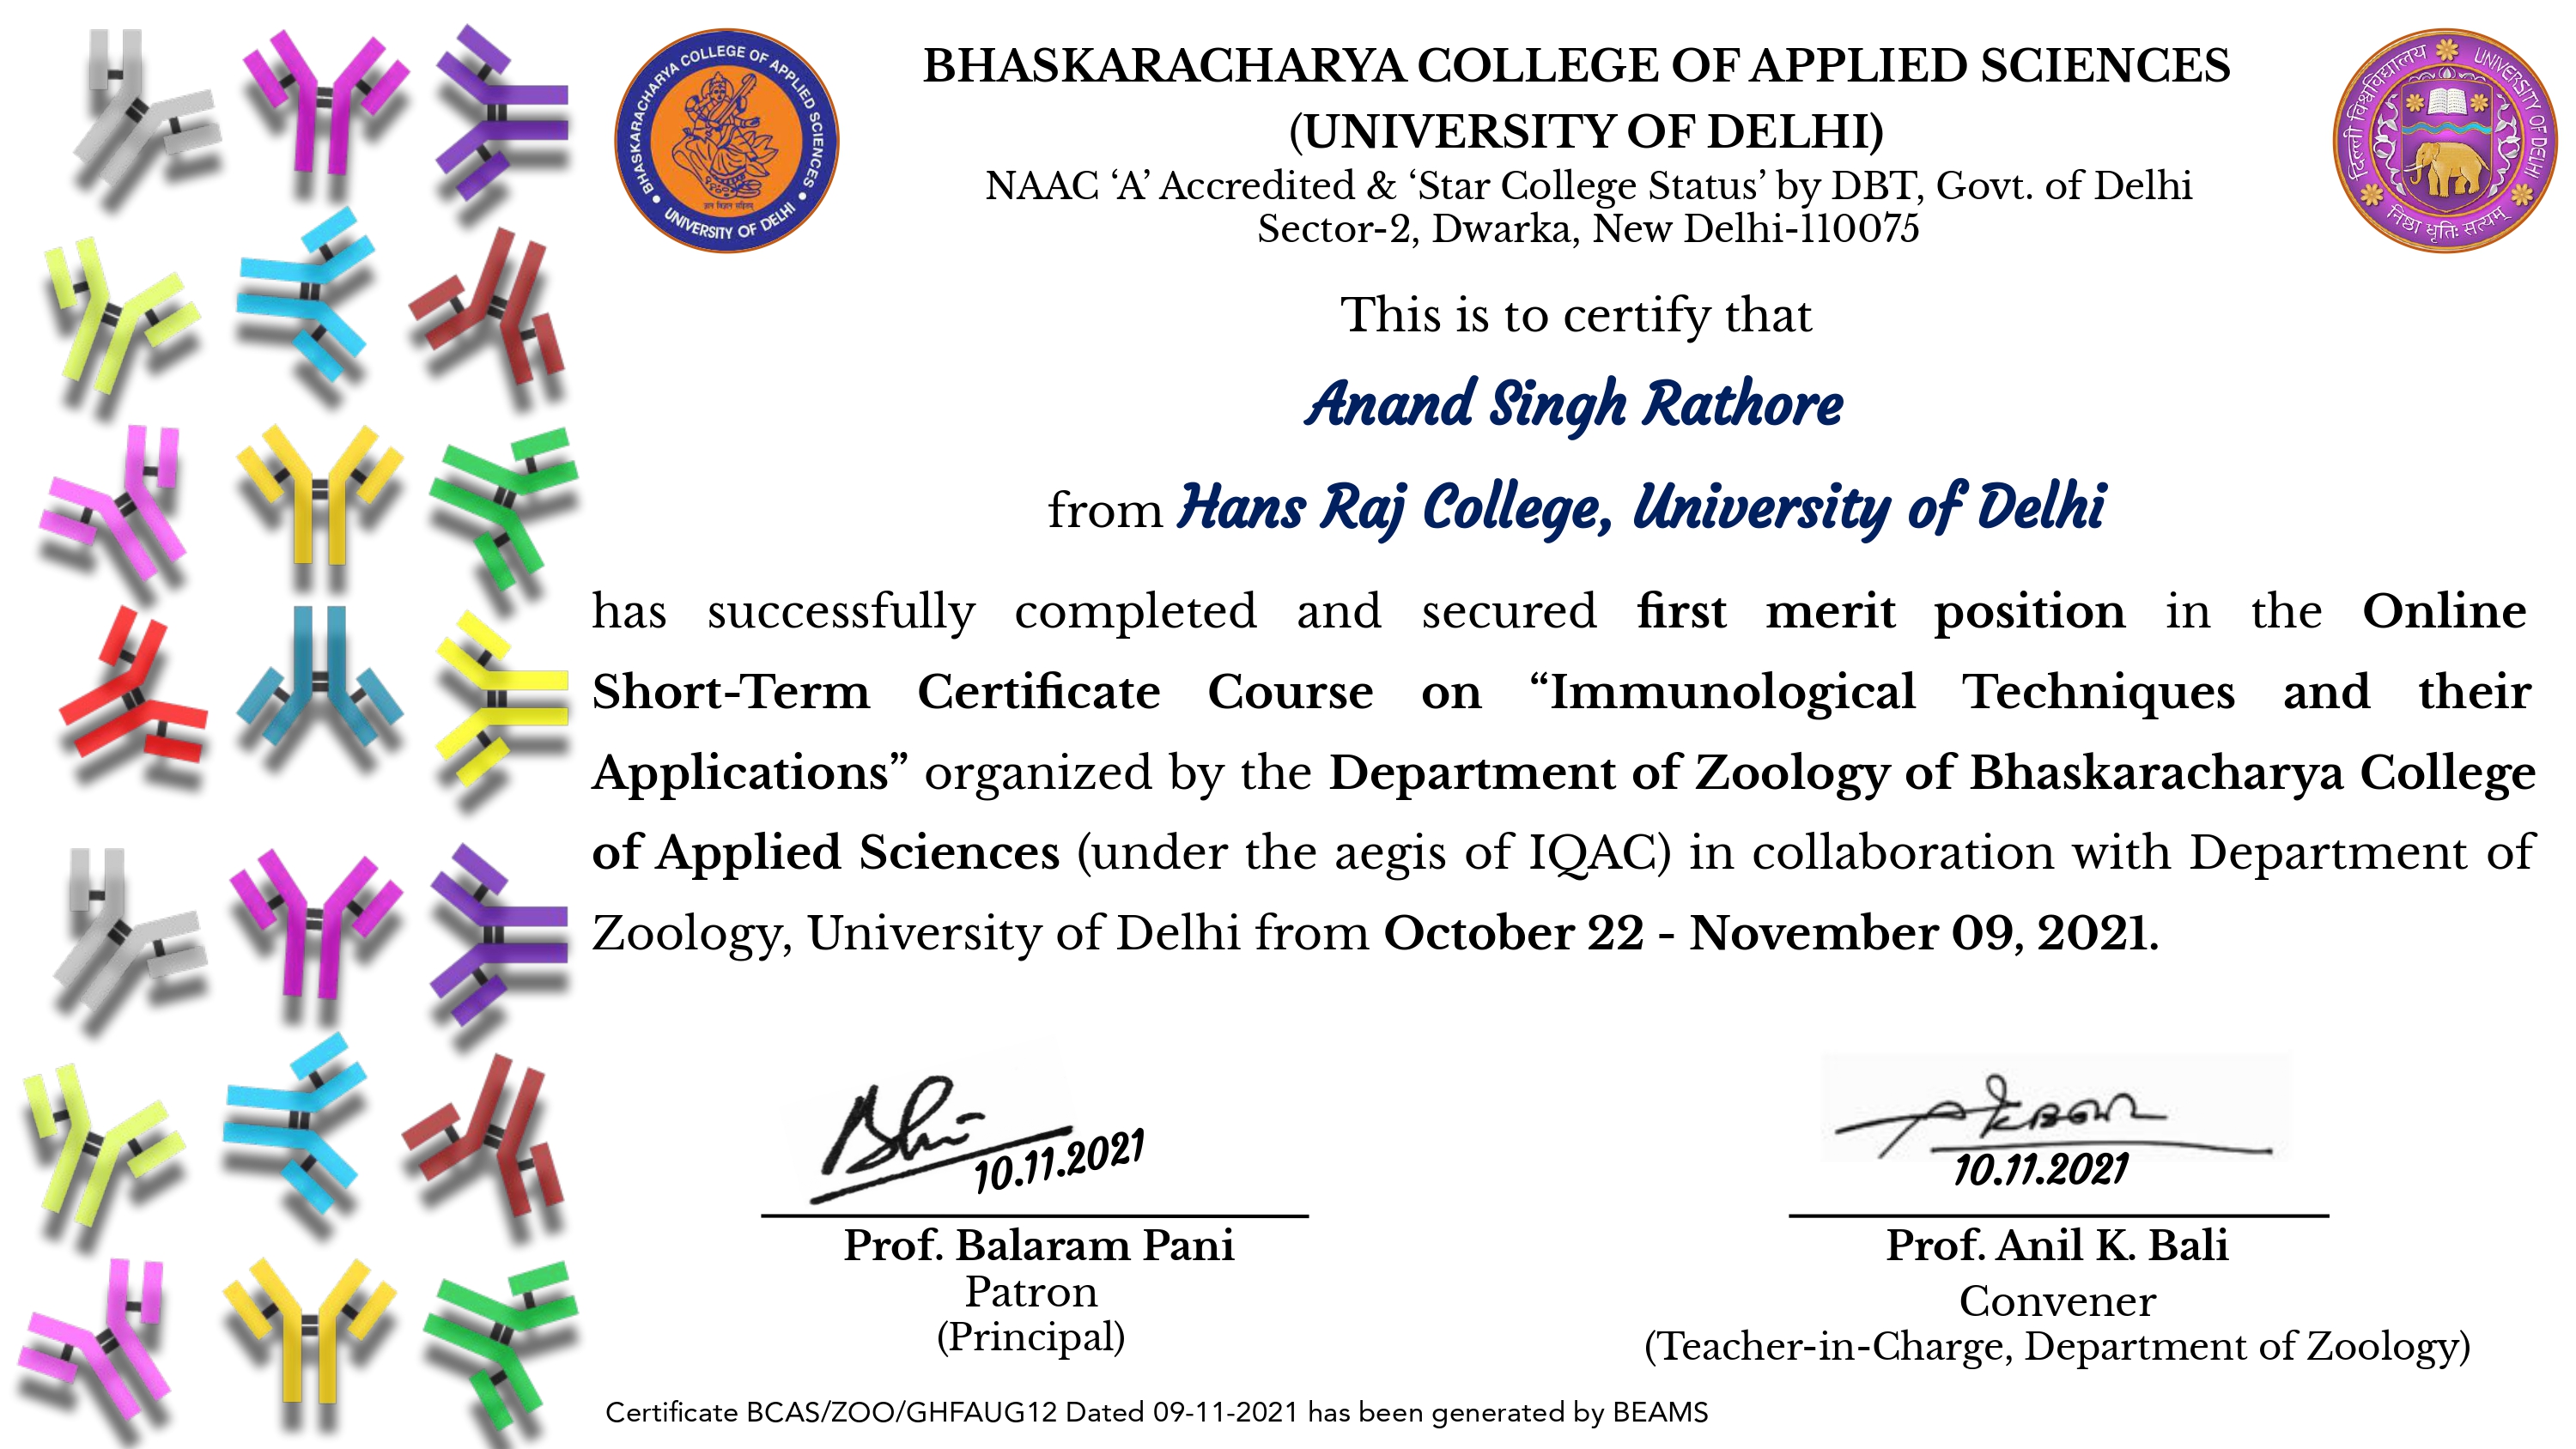 BHASKARACHARYA COLLEGE OF APPLIED SCIENCES
UNIVERSITY OF DELHI
ज्ञान विज्ञान सहितम्
BHASKARACHARYA COLLEGE OF APPLIED SCIENCES
(UNIVERSITY OF DELHI)
NAAC ‘A’ Accredited & ‘Star College Status’ by DBT, Govt. of Delhi
Sector-2, Dwarka, New Delhi-110075
दिल्ली विश्वविद्यालय
UNIVERSITY OF DELHI
निष्ठा धृतिः सत्यम्
This is to certify that
Anand Singh Rathore
from Hans Raj College, University of Delhi
has successfully completed and secured first merit position in the Online
Short-Term Certificate Course on “Immunological Techniques and their
Applications” organized by the Department of Zoology of Bhaskaracharya College
of Applied Sciences (under the aegis of IQAC) in collaboration with Department of
Zoology, University of Delhi from October 22 - November 09, 2021.
10.11.2021
10.11.2021
Prof. Balaram Pani
Patron
(Principal)
Prof. Anil K. Bali
Convener
(Teacher-in-Charge, Department of Zoology)
Certificate BCAS/ZOO/GHFAUG12 Dated 09-11-2021 has been generated by BEAMS